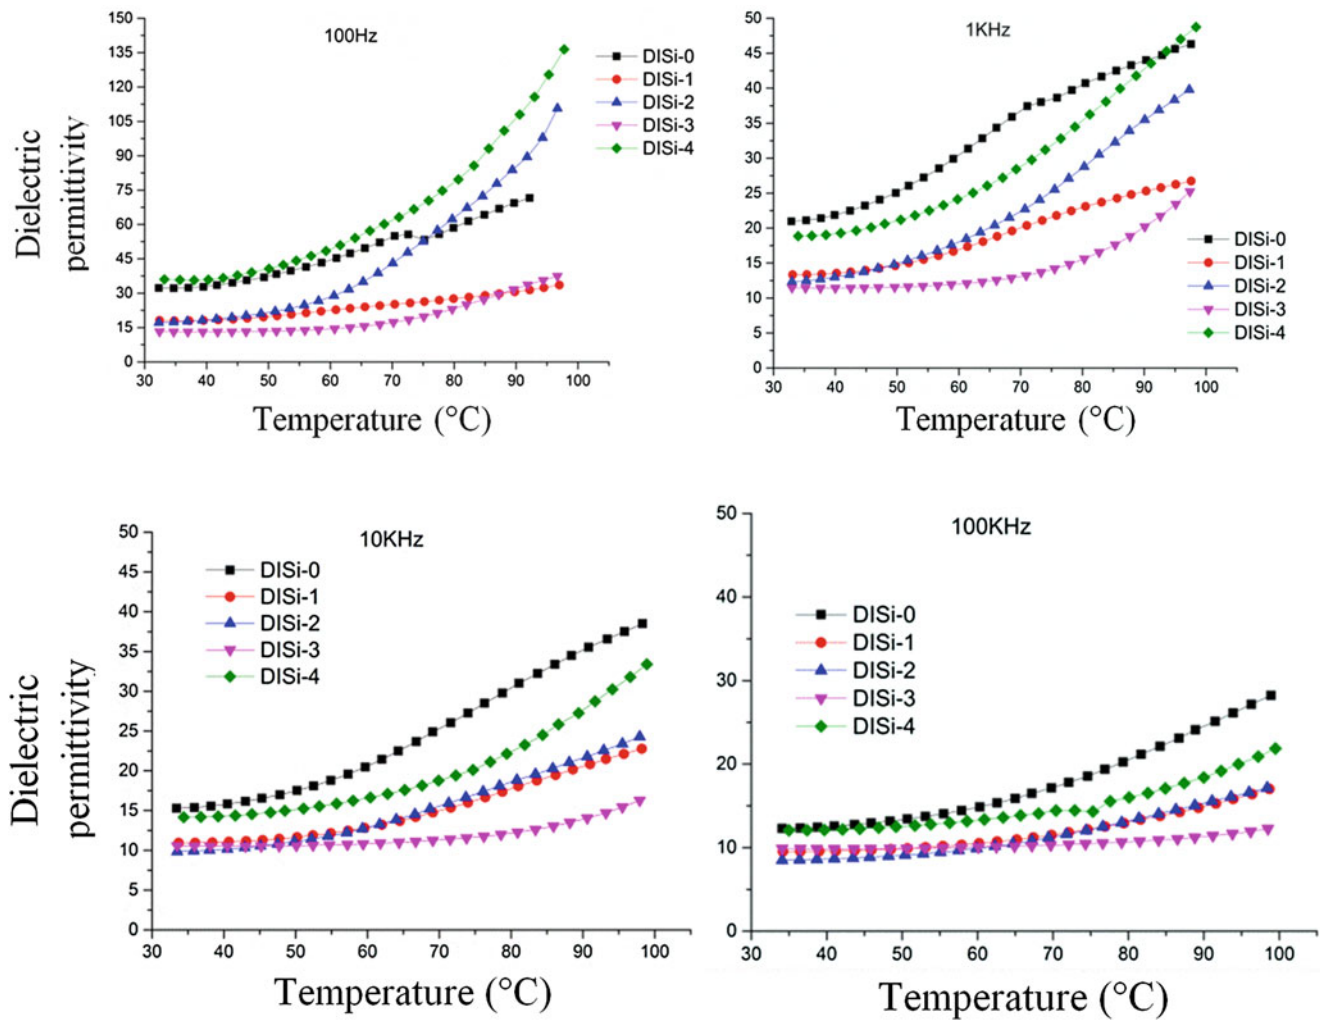 100Hz
DISi-0
DISi-1
DISi-2
DISi-3
DISi-4
150
135
120
105
90
75
60
45
30
15
0
30 40 50 60 70 80 90 100
Dielectric
permittivity
Temperature (°C)
1KHz
50
45
40
35
30
25
20
15
10
5
0
DISi-0
DISi-1
DISi-2
DISi-3
DISi-4
30 40 50 60 70 80 90 100
Temperature (°C)
10KHz
50
45
40
35
30
25
20
15
10
5
0
DISi-0
DISi-1
DISi-2
DISi-3
DISi-4
30 40 50 60 70 80 90 100
Dielectric
permittivity
Temperature (°C)
100KHz
50
40
30
20
10
0
DISi-0
DISi-1
DISi-2
DISi-3
DISi-4
30 40 50 60 70 80 90 100
Temperature (°C)